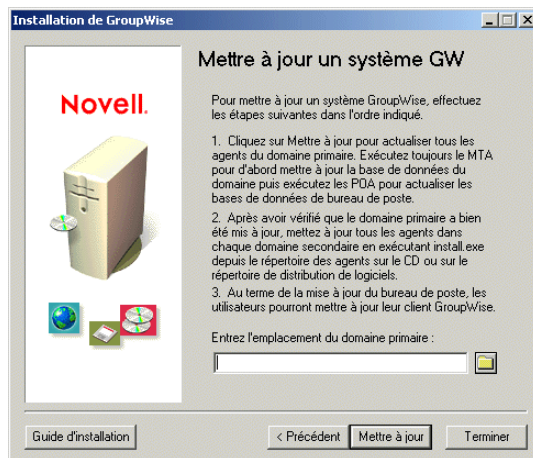 Installation de GroupWise
Mettre à jour un système GW
Novell.
Pour mettre à jour un système GroupWise, effectuez
les étapes suivantes dans l'ordre indiqué.
1. Cliquez sur Mettre à jour pour actualiser tous les
agents du domaine primaire. Exécutez toujours le MTA
pour d'abord mettre à jour la base de données du
domaine puis exécutez les POA pour actualiser les
bases de données de bureau de poste.
2. Après avoir vérifié que le domaine primaire a bien
été mis à jour, mettez à jour tous les agents dans
chaque domaine secondaire en exécutant install.exe
depuis le répertoire des agents sur le CD ou sur le
répertoire de distribution de logiciels.
3. Au terme de la mise à jour du bureau de poste, les
utilisateurs pourront mettre à jour leur client GroupWise.
Entrez l'emplacement du domaine primaire :
Guide d'installation
< Précédent
Mettre à jour
Terminer